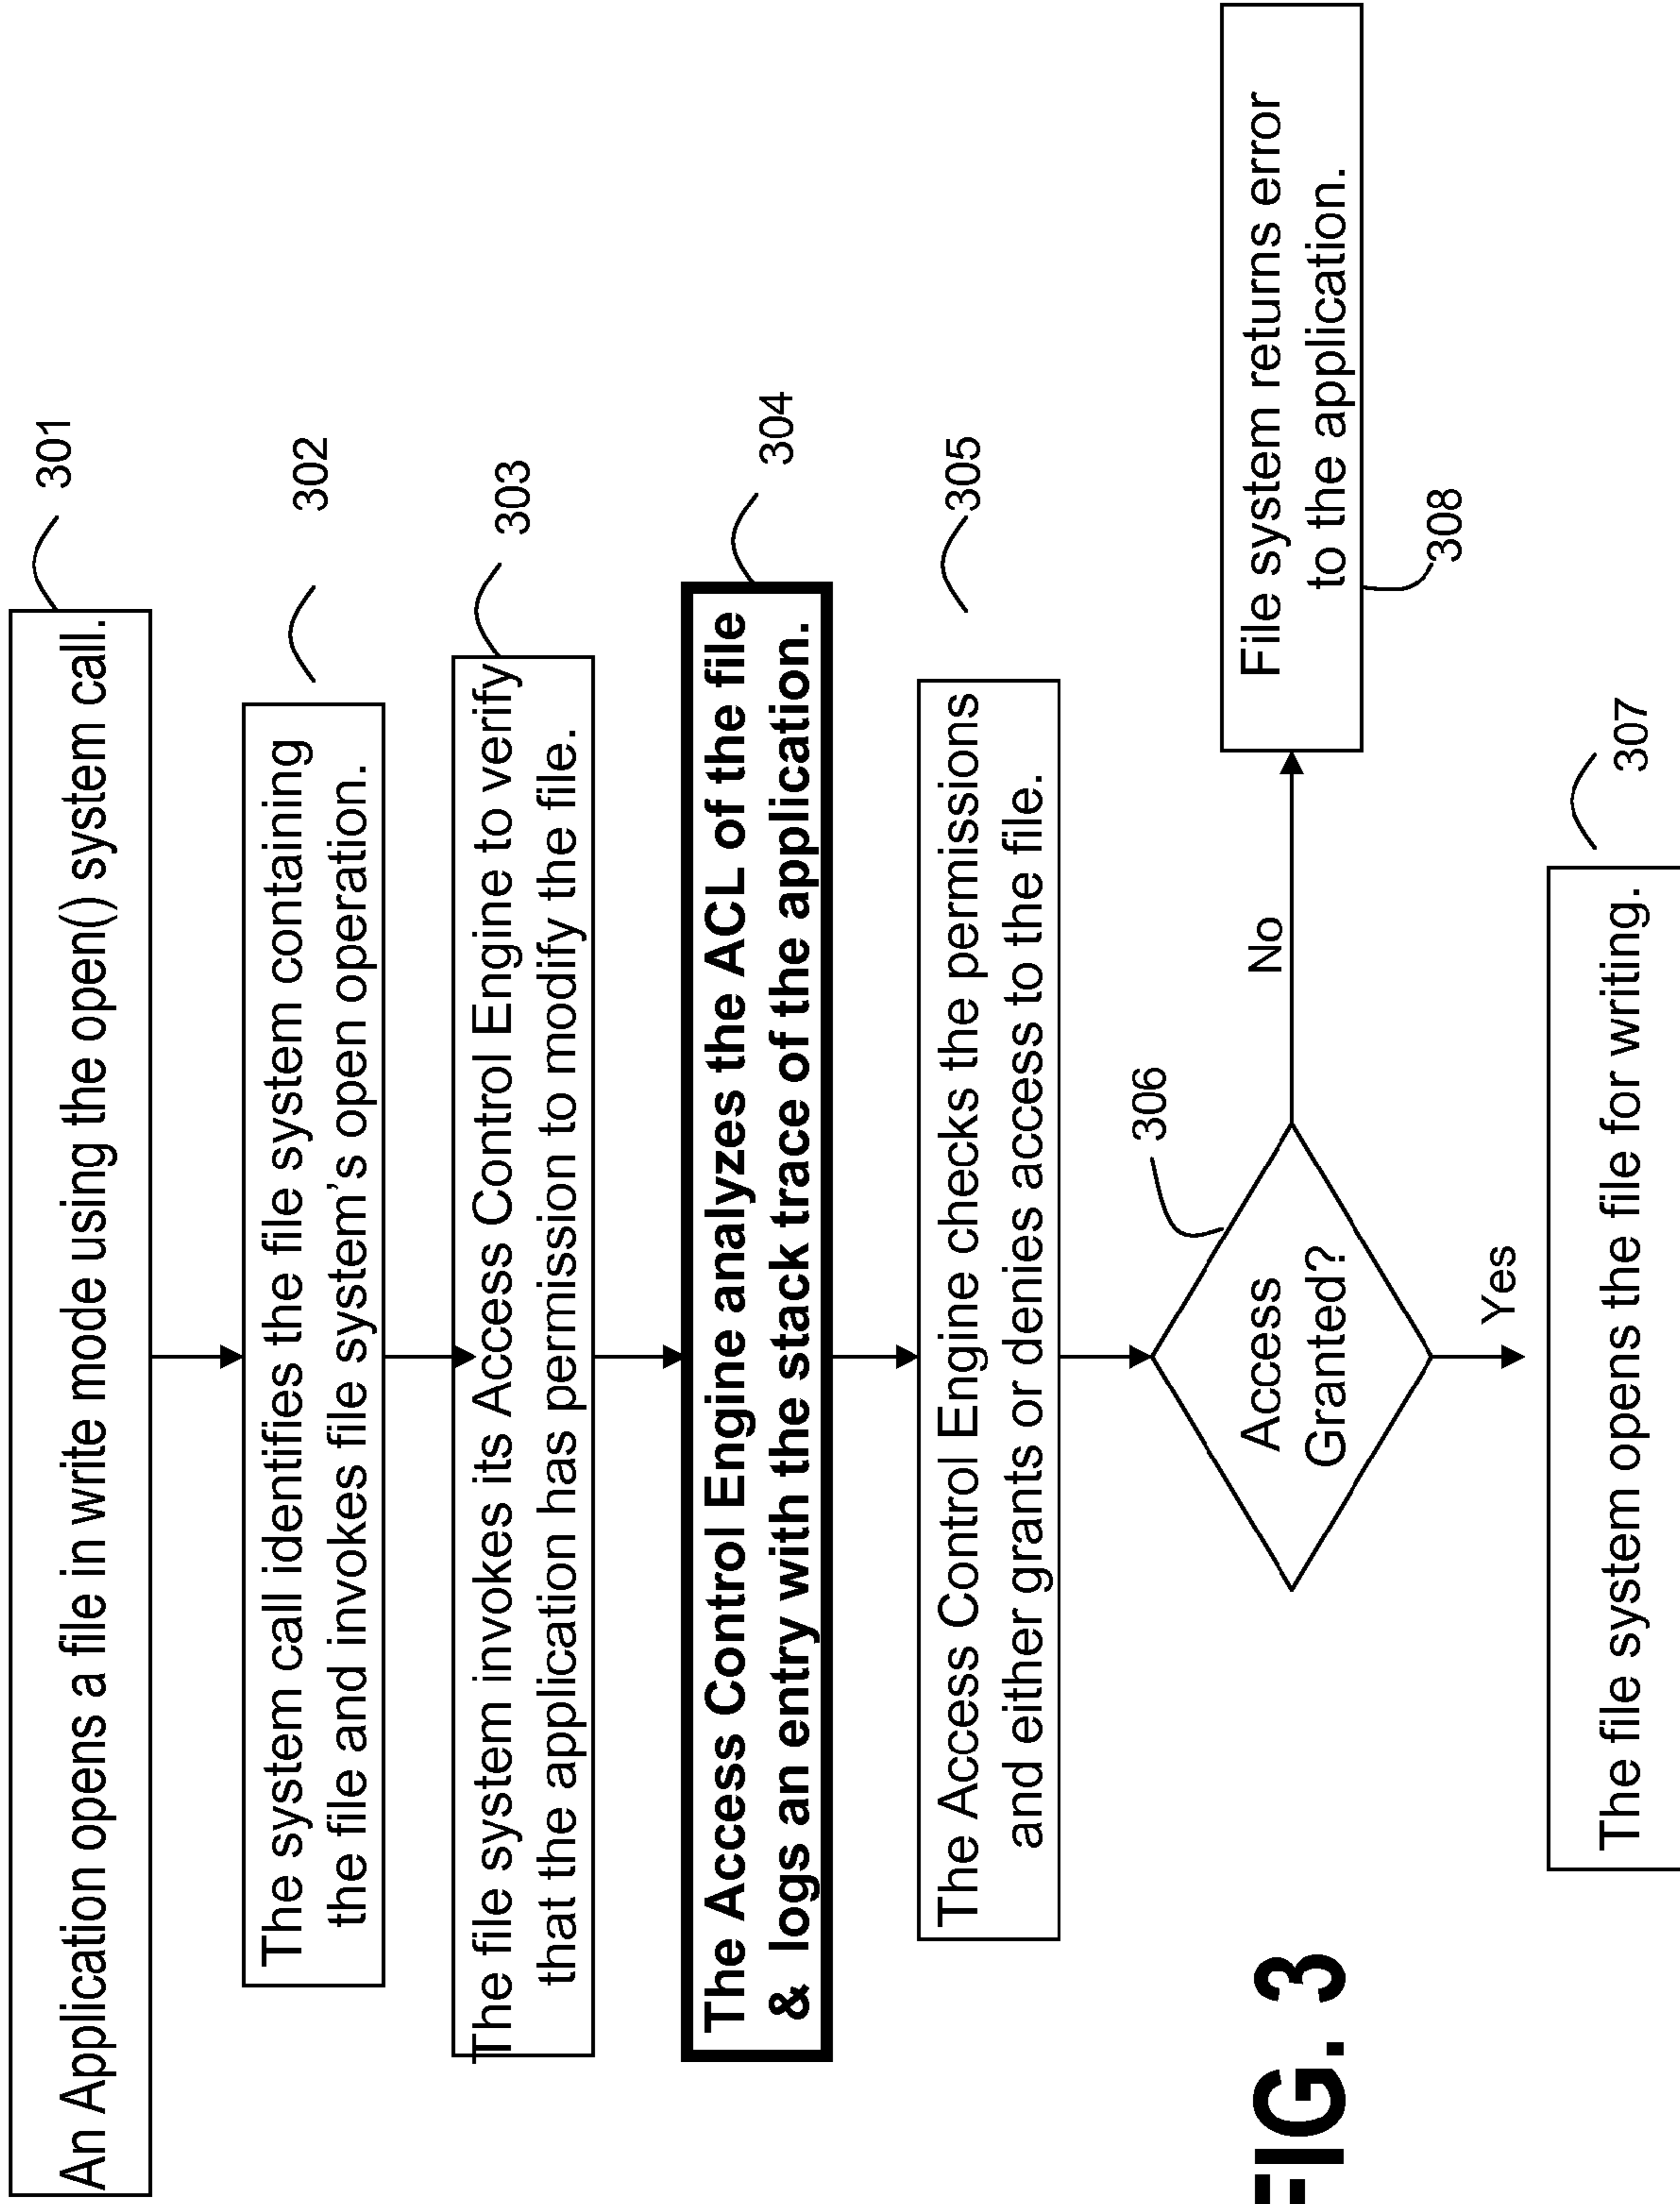 An Application opens a file in write mode using the open() system call.
301
The system call identifies the file system containing
the file and invokes file system's open operation.
302
The file system invokes its Access Control Engine to verify
that the application has permission to modify the file.
303
The Access Control Engine analyzes the ACL of the file
& logs an entry with the stack trace of the application.
304
The Access Control Engine checks the permissions
and either grants or denies access to the file.
305
Access
Granted?
306
No
File system returns error
to the application.
308
Yes
The file system opens the file for writing.
307
FIG. 3